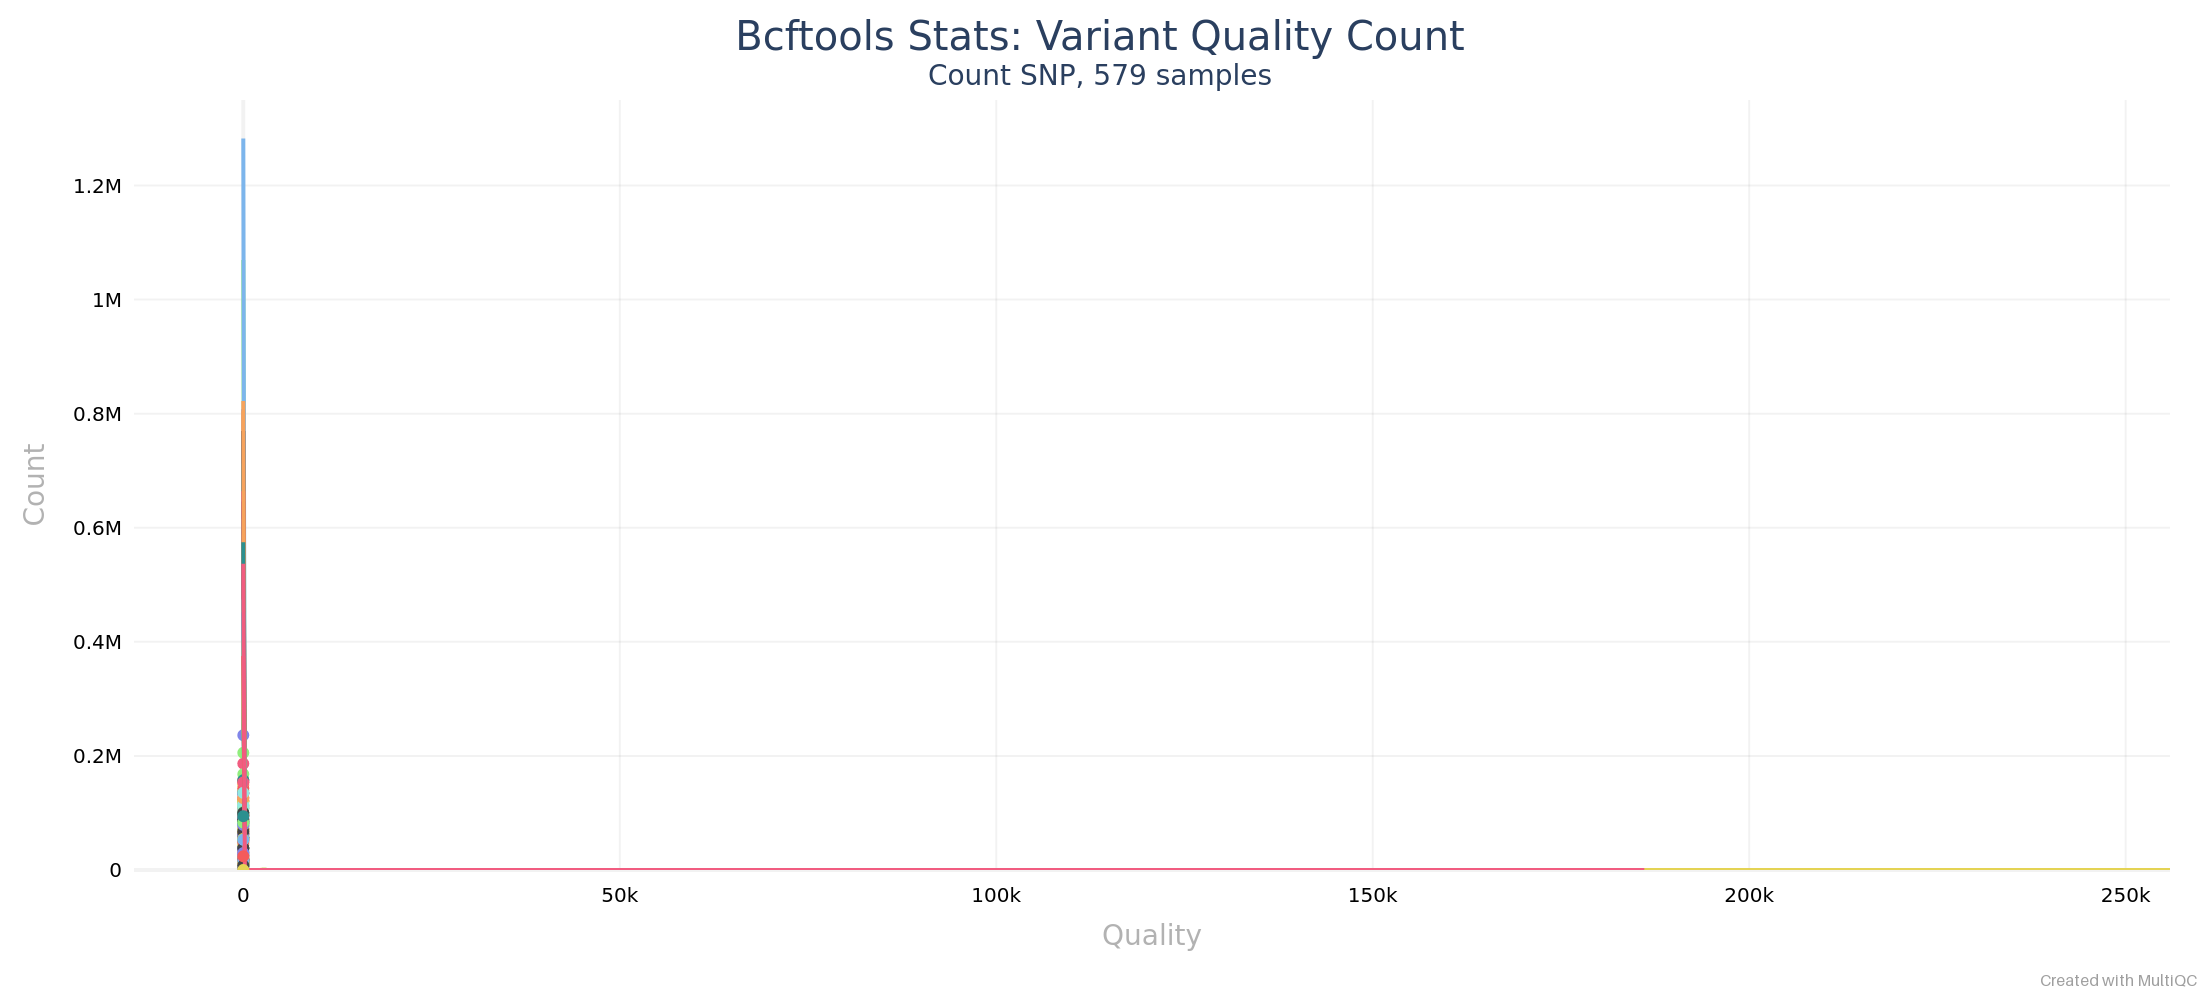 Bcftools Stats: Variant Quality Count
Count SNP, 579 samples
1.2M
1M
0.8M
0.6M
0.4M
0.2M
0
Count
0
50k
100k
150k
200k
250k
Quality
Created with MultiQC